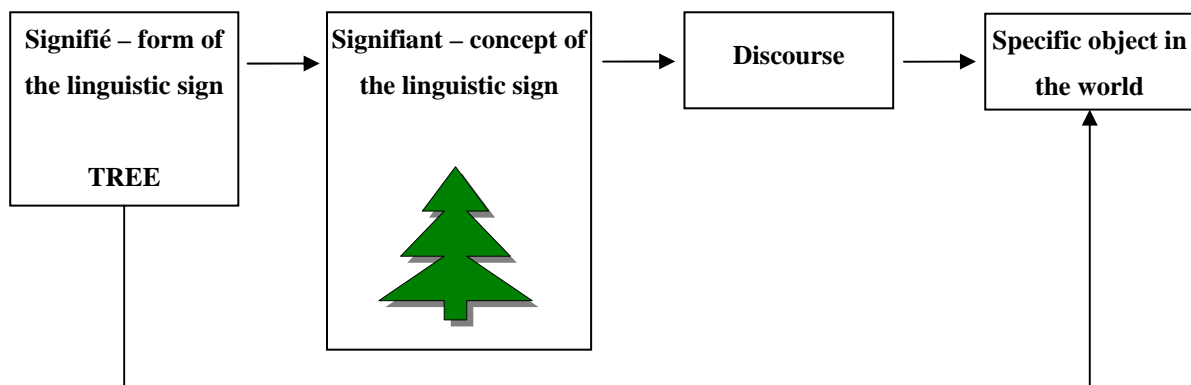 Signifié – form of
the linguistic sign
TREE
Signifiant – concept of
the linguistic sign
Discourse
Specific object in
the world